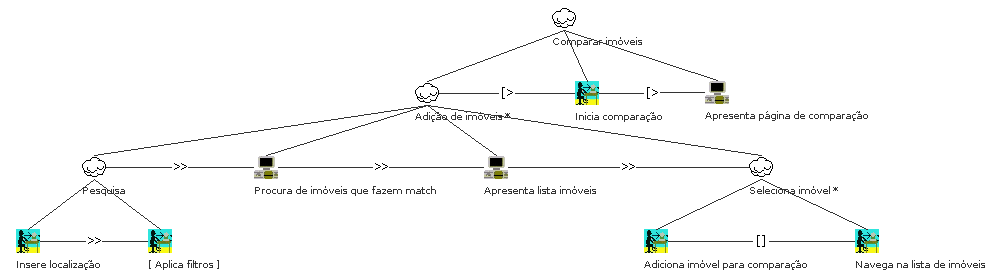 Comparar imóveis
[>
[>
Adição de imóveis *
Inicia comparação
Apresenta página de comparação
>>
>>
>>
Pesquisa
Procura de imóveis que fazem match
Apresenta lista imóveis
Seleciona imóvel *
>>
[]
Insere localização
[ Aplica filtros ]
Adiciona imóvel para comparação
Navega na lista de imóveis